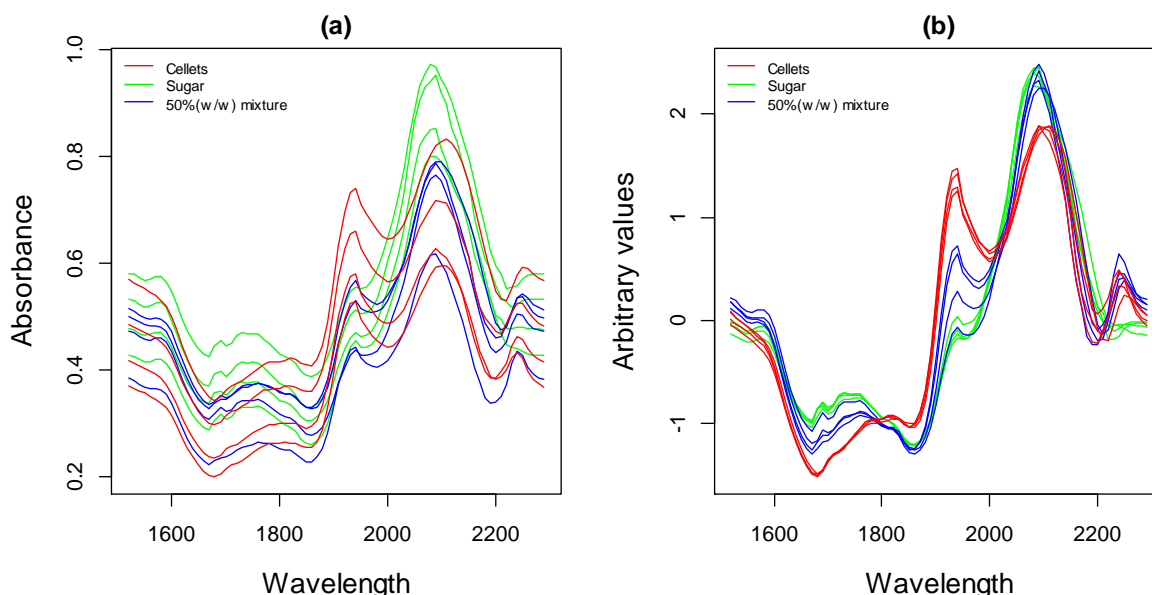 (a)
Cellets
Sugar
50%(w/w) mixture
Absorbance
1.0
0.8
0.6
0.4
0.2
1600 1800 2000 2200
Wavelength
(b)
Cellets
Sugar
50%(w/w) mixture
Arbitrary values
2
1
0
-1
1600 1800 2000 2200
Wavelength